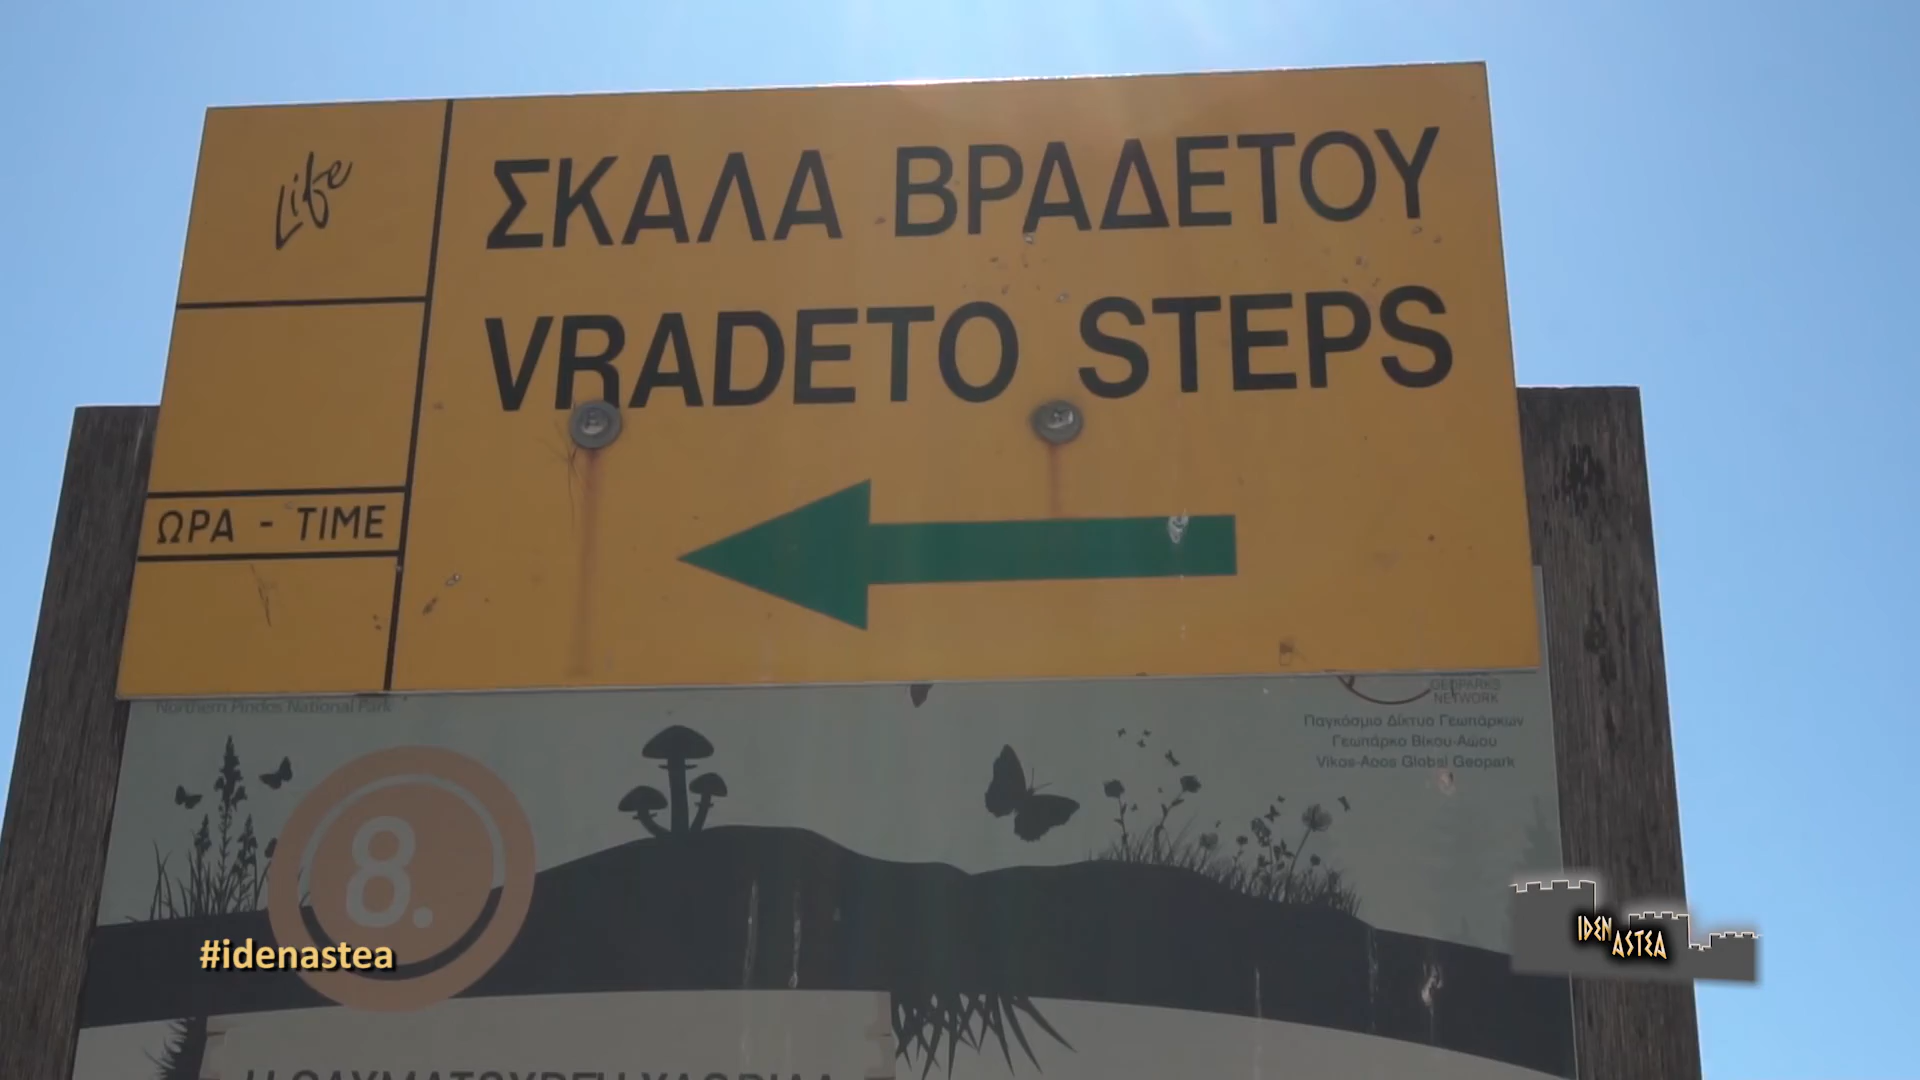 Life
ΣΚΑΛΑ ΒΡΑΔΕΤΟΥ
VRADETO STEPS
ΩΡΑ - TIME
Northern Pindos National Park
GEOPARKS
NETWORK
Παγκόσμιο Δίκτυο Γεωπάρκων
Γεωπάρκο Βίκου-Αώου
Vikos-Aoos Global Geopark
8.
#idenastea
IDEN
ASTEA